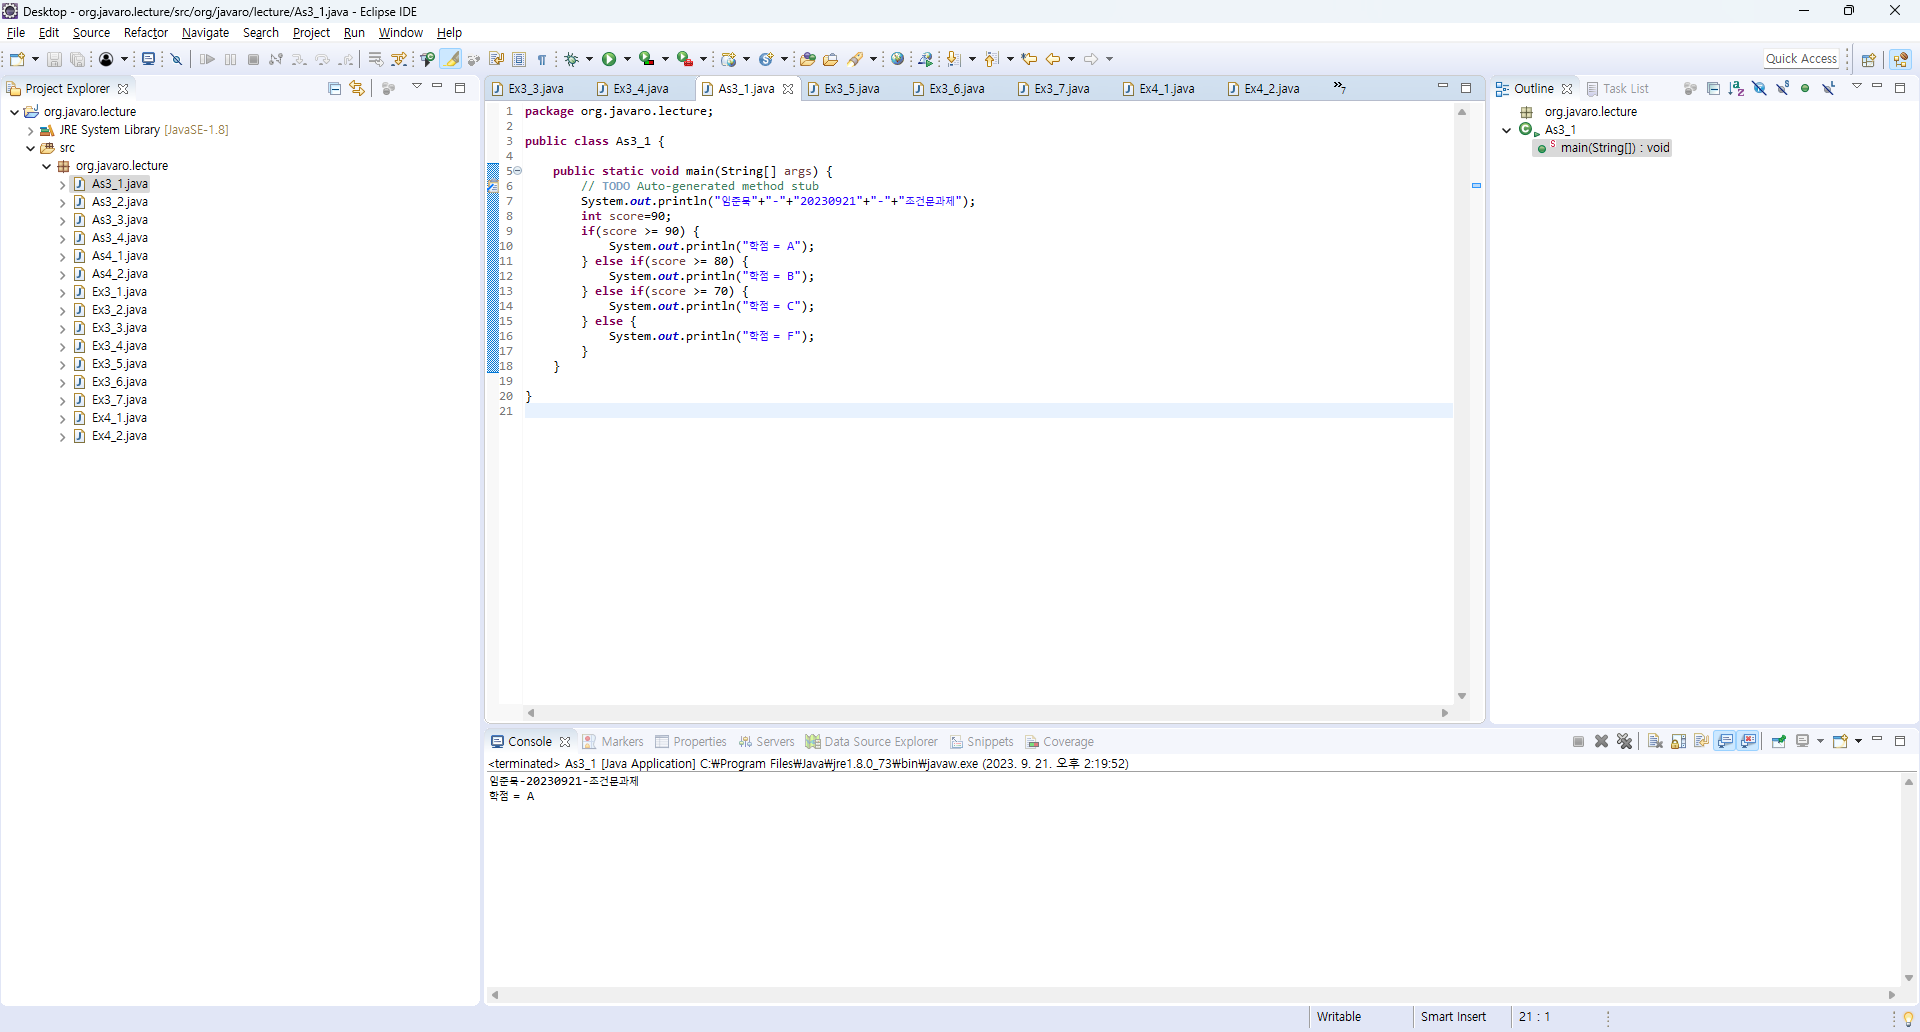 Desktop - org.javaro.lecture/src/org/javaro/lecture/As3_1.java - Eclipse IDE
File Edit Source Refactor Navigate Search Project Run Window Help
Quick Access
Project Explorer
org.javaro.lecture
JRE System Library [JavaSE-1.8]
src
org.javaro.lecture
As3_1.java
As3_2.java
As3_3.java
As3_4.java
As4_1.java
As4_2.java
Ex3_1.java
Ex3_2.java
Ex3_3.java
Ex3_4.java
Ex3_5.java
Ex3_6.java
Ex3_7.java
Ex4_1.java
Ex4_2.java
Ex3_3.java Ex3_4.java As3_1.java Ex3_5.java Ex3_6.java Ex3_7.java Ex4_1.java Ex4_2.java »7
1 package org.javaro.lecture;
2
3 public class As3_1 {
4
5 public static void main(String[] args) {
6 // TODO Auto-generated method stub
7 System.out.println("임준묵"+"-"+"20230921"+"-"+"조건문과제");
8 int score=90;
9 if(score >= 90) {
10 System.out.println("학점 = A");
11 } else if(score >= 80) {
12 System.out.println("학점 = B");
13 } else if(score >= 70) {
14 System.out.println("학점 = C");
15 } else {
16 System.out.println("학점 = F");
17 }
18 }
19
20 }
21
Outline Task List
org.javaro.lecture
As3_1
main(String[]) : void
Console Markers Properties Servers Data Source Explorer Snippets Coverage
<terminated> As3_1 [Java Application] C:₩Program Files₩Java₩jre1.8.0_73₩bin₩javaw.exe (2023. 9. 21. 오후 2:19:52)
임준묵-20230921-조건문과제
학점 = A
Writable Smart Insert 21 : 1